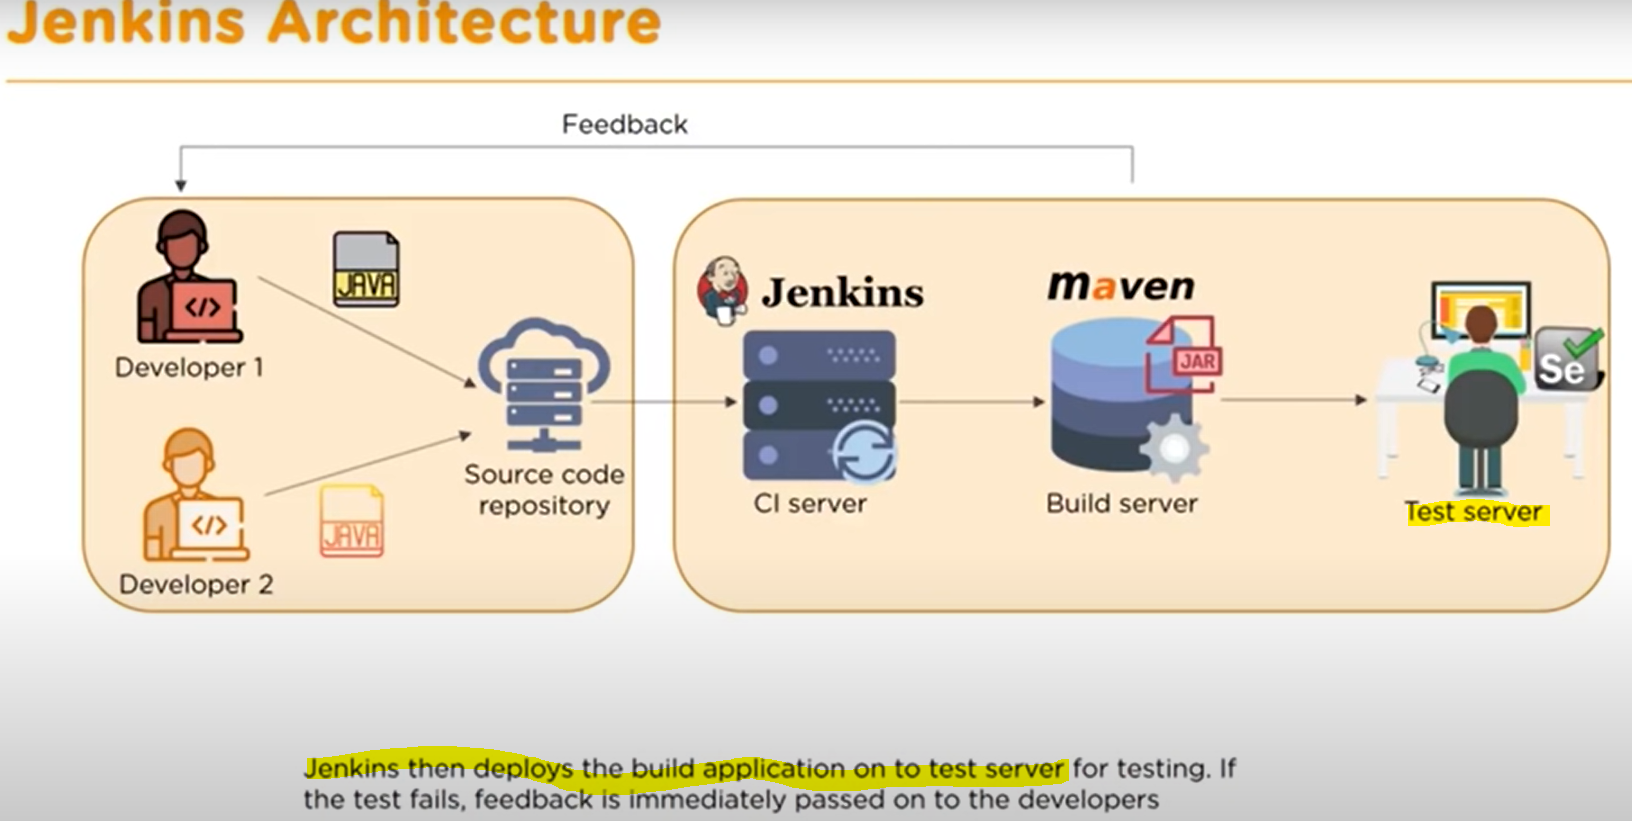 Jenkins Architecture
Feedback
JAVA
Developer 1
JAVA
Developer 2
Source code
repository
Jenkins
CI server
maven
JAR
Build server
Se
Test server
Jenkins then deploys the build application on to test server for testing. If
the test fails, feedback is immediately passed on to the developers